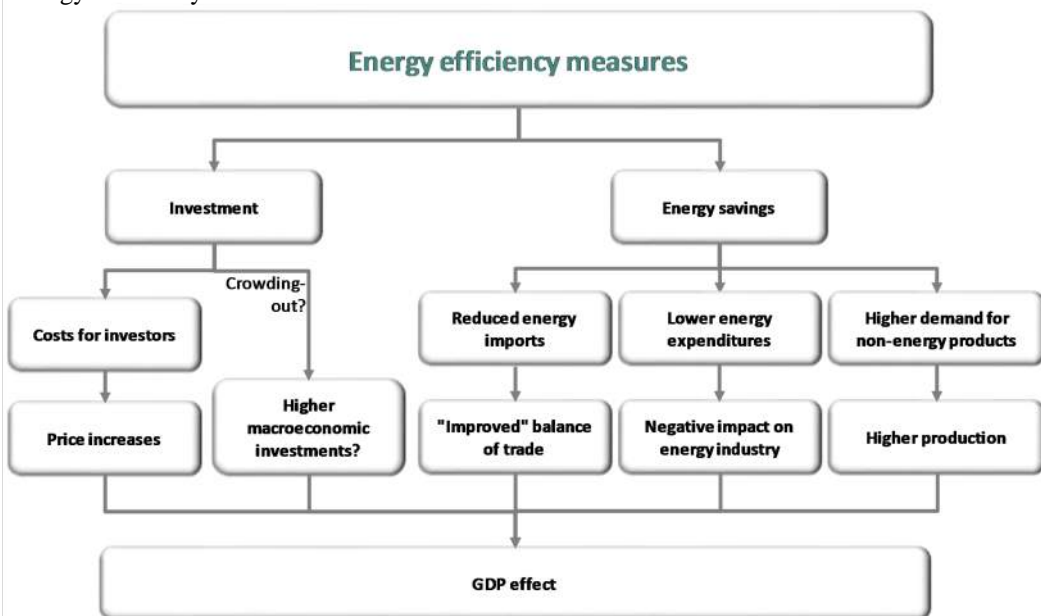 Energy efficiency measures
Investment
Energy savings
Crowding-
out?
Costs for investors
Reduced energy
imports
Lower energy
expenditures
Higher demand for
non-energy products
Price increases
Higher
macroeconomic
investments?
"Improved" balance
of trade
Negative impact on
energy industry
Higher production
GDP effect